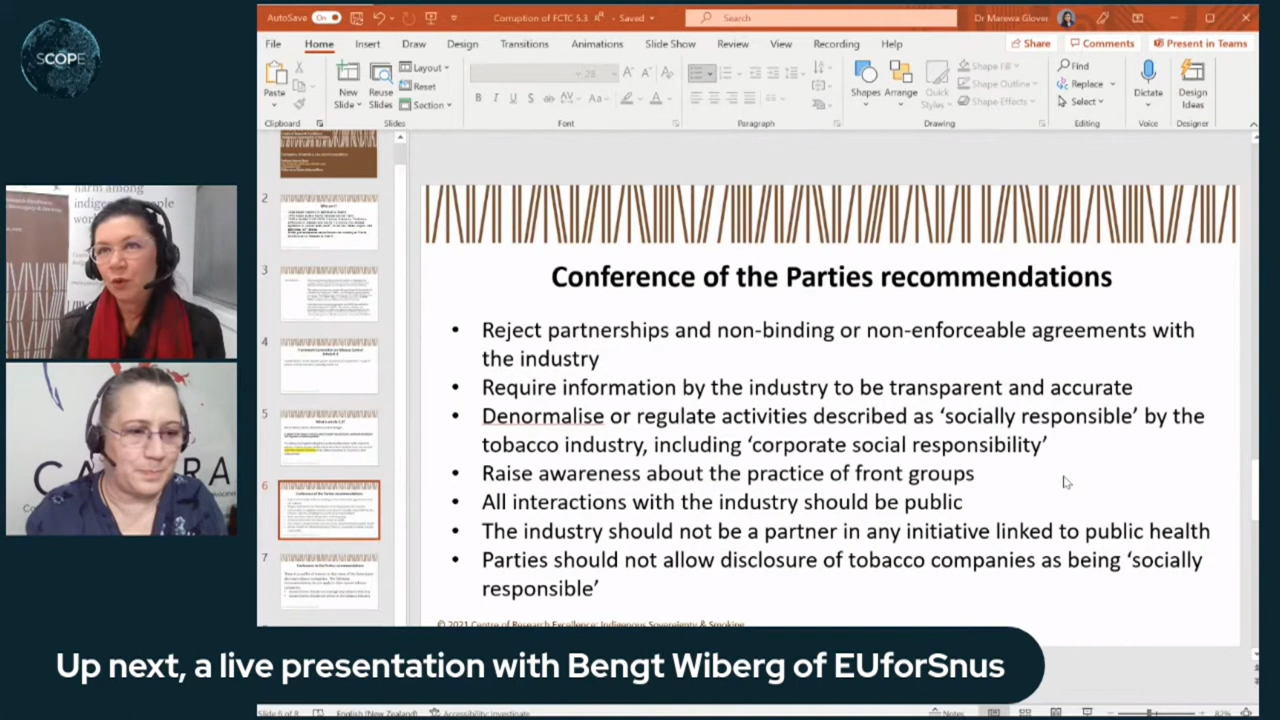 SCOPE
AutoSave
On
Corruption of FCTC 5.3
Saved
Search
Dr Marewa Glover
File
Home
Insert
Draw
Design
Transitions
Animations
Slide Show
Review
View
Recording
Help
Share
Comments
Present in Teams
Paste
New
Slide
Reuse
Slides
Layout
Reset
Section
28
Shapes
Arrange
Quick
Styles
Shape Fill
Shape Outline
Shape Effects
Find
Replace
Select
Dictate
Design
Ideas
Clipboard
Slides
Font
Paragraph
Drawing
Editing
Voice
Designer
harm among
2
3
4
5
6
7
Conference of the Parties recommendations
• Reject partnerships and non-binding or non-enforceable agreements with
the industry
• Require information by the industry to be transparent and accurate
• Denormalise or regulate activities described as ‘socially responsible’ by the
tobacco industry, including ‘corporate social responsibility’
• Raise awareness about the practice of front groups
• All interactions with the industry should be public
• The industry should not be a partner in any initiative linked to public health
• Parties should not allow disclosure of tobacco companies as being ‘socially
responsible’
© 2021 Centre of Research Excellence: Indigenous Sovereignty & Smoking
Up next, a live presentation with Bengt Wiberg of EUforSnus
Slide 6 of 8
English (New Zealand)
Accessibility: Investigate
Notes
82%